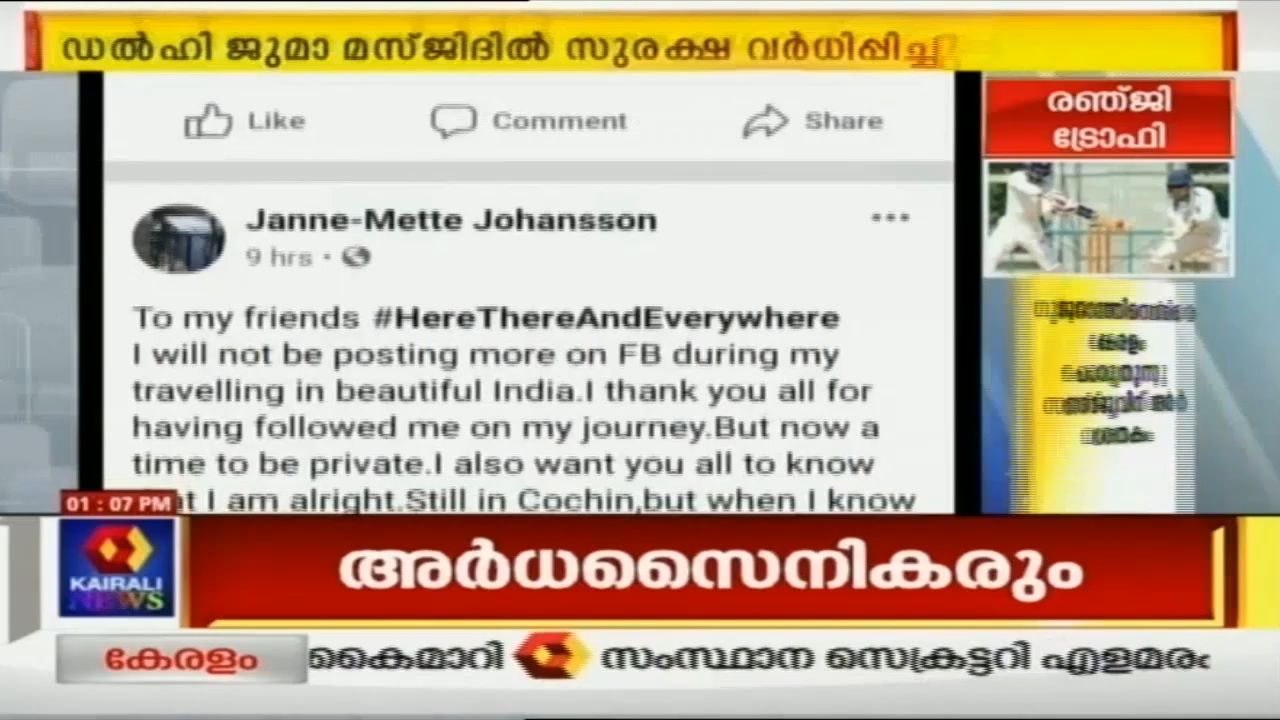 ഡൽഹി ജുമാ മസ്ജിദിൽ സുരക്ഷ വർധിപ്പിച്ചു
Like Comment Share
Janne-Mette Johansson
9 hrs
To my friends #HereThereAndEverywhere
I will not be posting more on FB during my
travelling in beautiful India.I thank you all for
having followed me on my journey.But now a
time to be private.I also want you all to know
t I am alright.Still in Cochin,but when I know
രഞ്ജി
ട്രോഫി
കേരളം
01 : 07 PM
KAIRALI
NEWS
അർധസൈനികരും
കേരളം
കൈമാറി സംസ്ഥാന സെക്രട്ടറി എളമരം